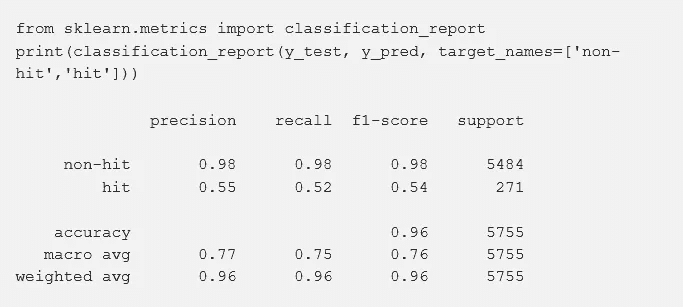 from sklearn.metrics import classification_report
print(classification_report(y_test, y_pred, target_names=['non-
hit','hit']))
precision recall f1-score support
non-hit 0.98 0.98 0.98 5484
hit 0.55 0.52 0.54 271
accuracy 0.96 5755
macro avg 0.77 0.75 0.76 5755
weighted avg 0.96 0.96 0.96 5755